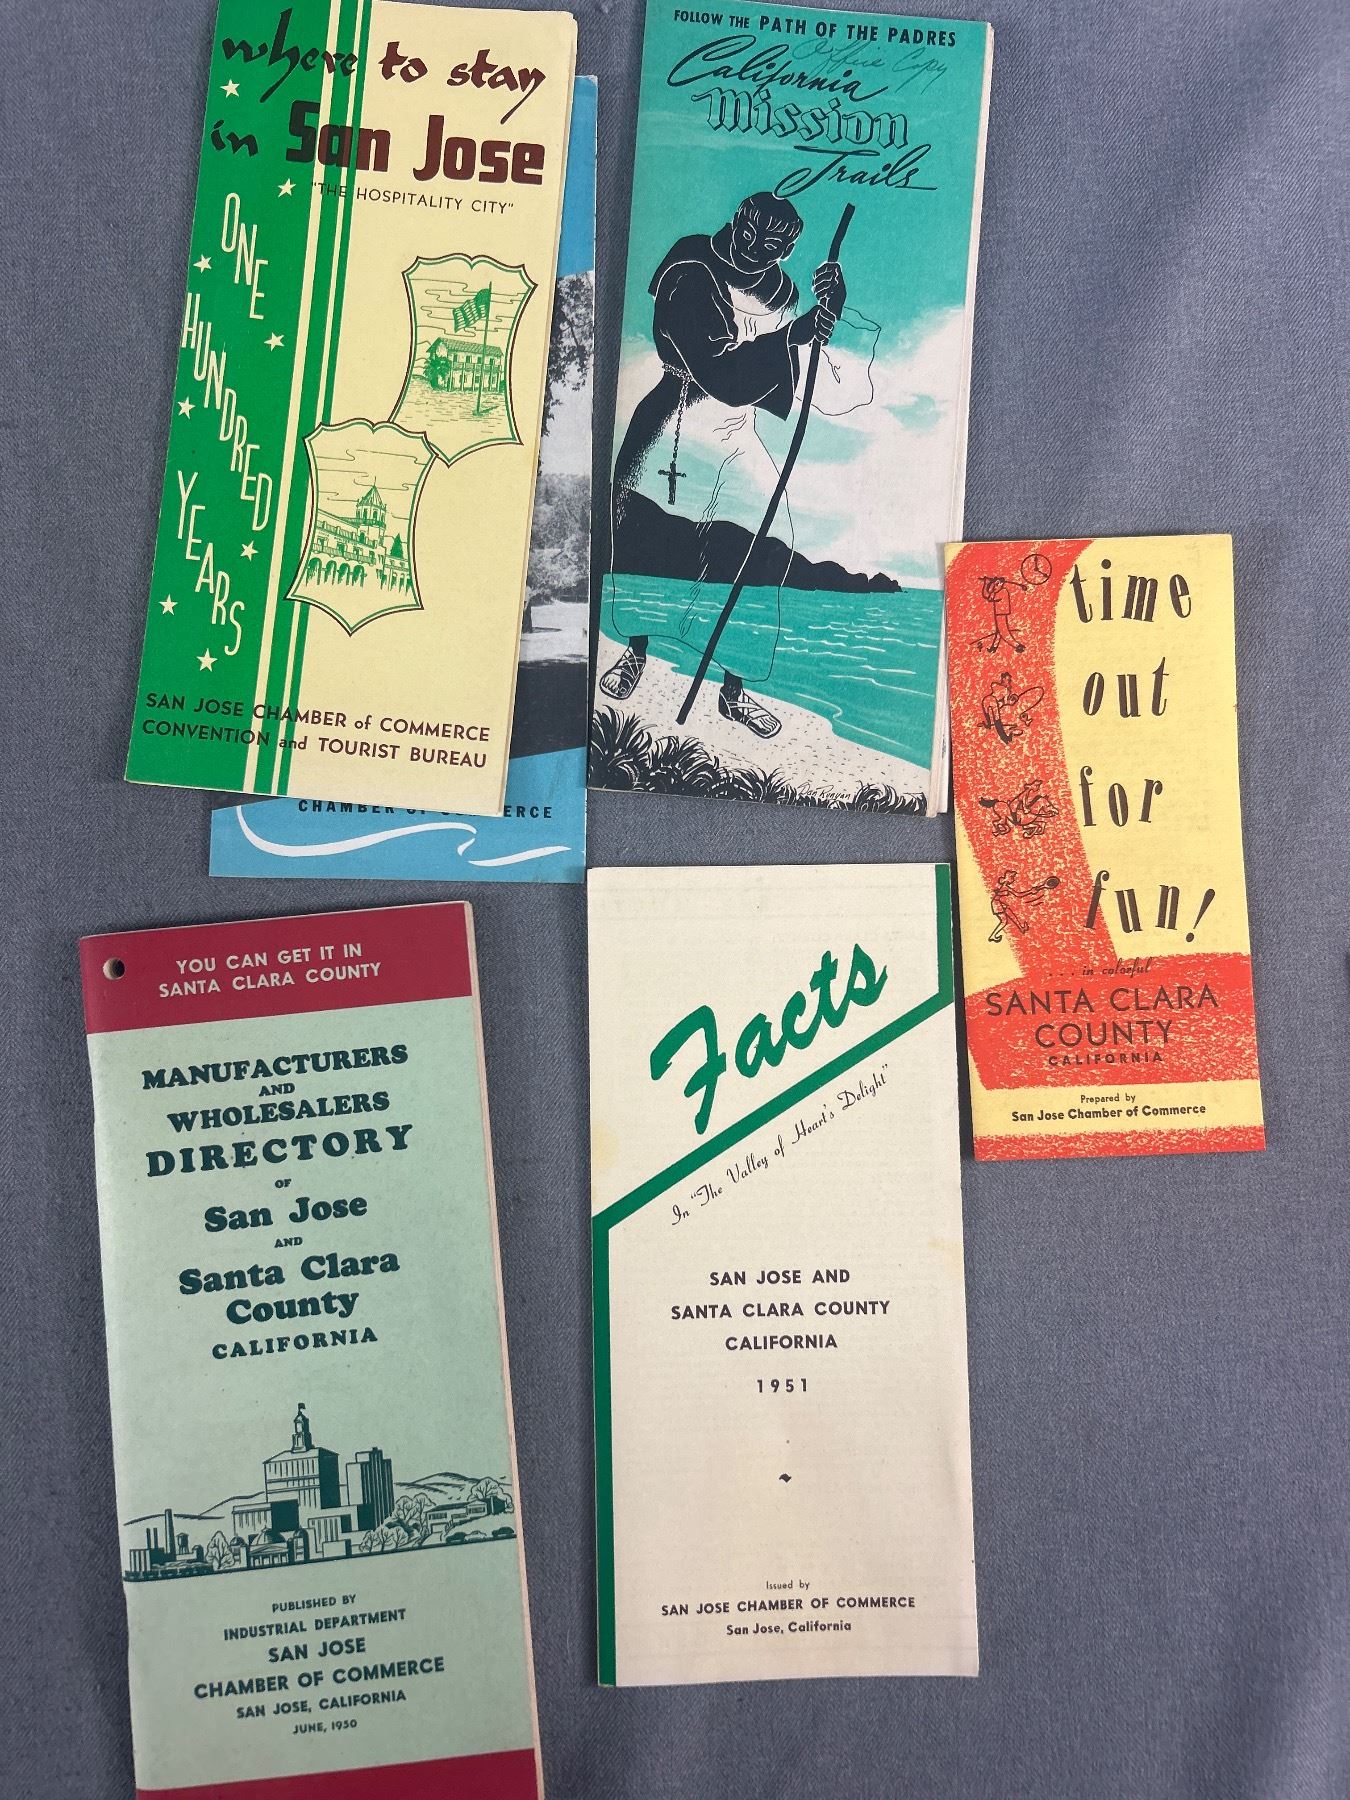 where to stay
in San Jose
"THE HOSPITALITY CITY"
ONE
HUNDRED
YEARS
SAN JOSE CHAMBER of COMMERCE
CONVENTION and TOURIST BUREAU
CHAMBER OF COMMERCE
FOLLOW THE PATH OF THE PADRES
Office Copy
California
Mission
Trails
Dan Runyan
time
out
for
fun!
... in colorful
SANTA CLARA
COUNTY
CALIFORNIA
Prepared by
San Jose Chamber of Commerce
YOU CAN GET IT IN
SANTA CLARA COUNTY
MANUFACTURERS
AND
WHOLESALERS
DIRECTORY
OF
San Jose
AND
Santa Clara
County
CALIFORNIA
PUBLISHED BY
INDUSTRIAL DEPARTMENT
SAN JOSE
CHAMBER OF COMMERCE
SAN JOSE, CALIFORNIA
JUNE, 1950
Facts
In "The Valley of Heart's Delight"
SAN JOSE AND
SANTA CLARA COUNTY
CALIFORNIA
1951
Issued by
SAN JOSE CHAMBER OF COMMERCE
San Jose, California